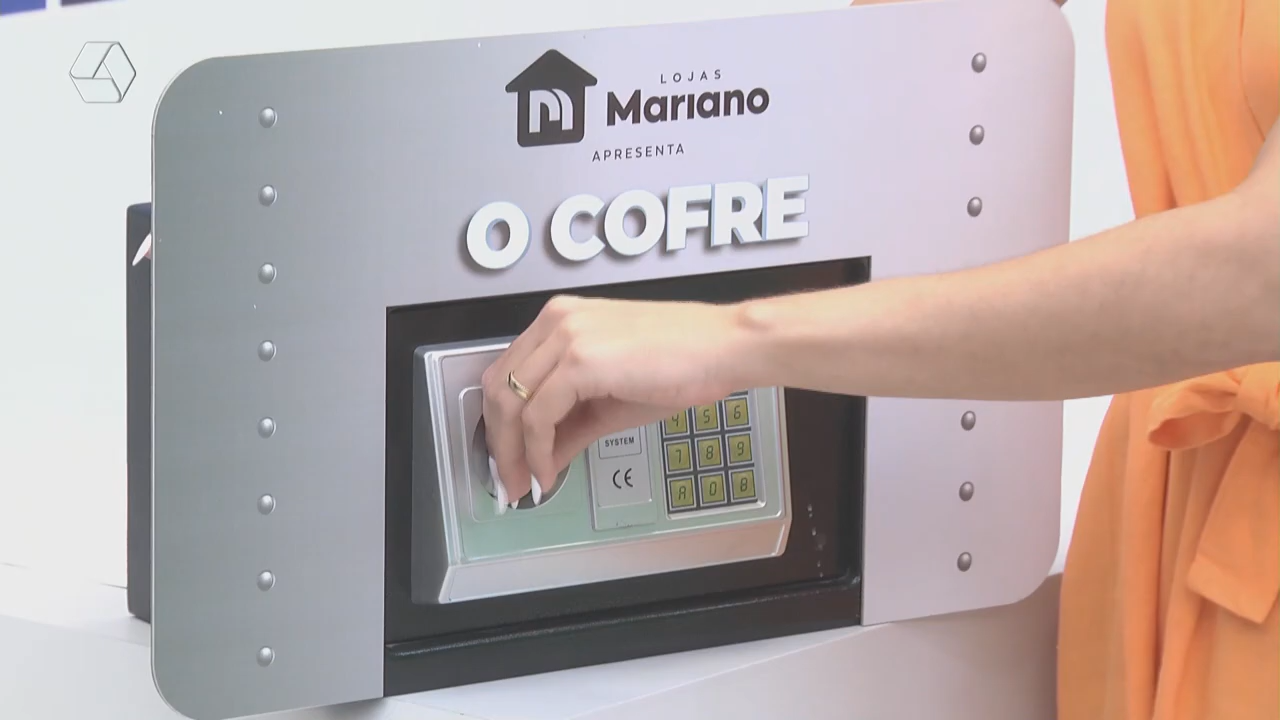 LOJAS
Mariano
APRESENTA
O COFRE
4 5 6
SYSTEM
7 8 9
CE
A 0 B